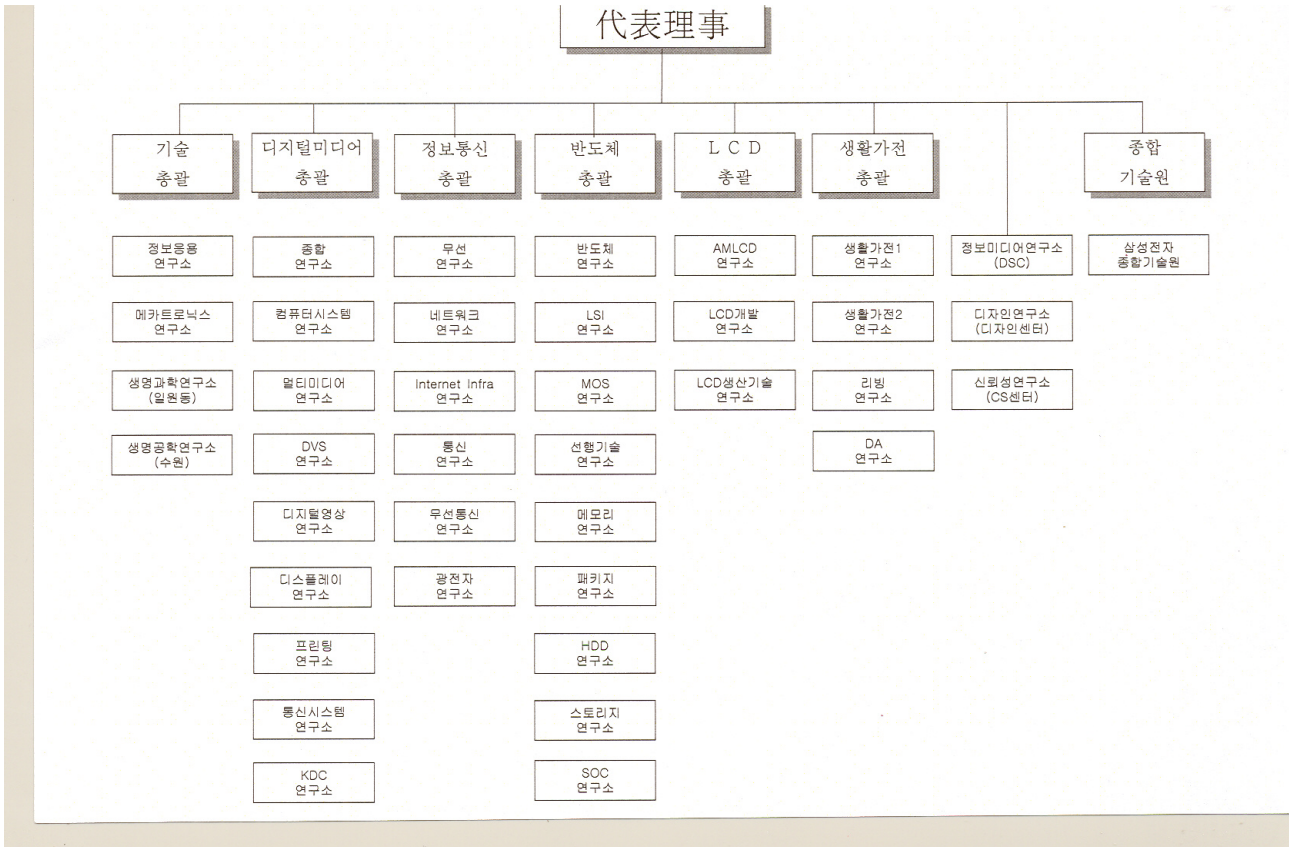 代表理事
기술
총괄
디지털미디어
총괄
정보통신
총괄
반도체
총괄
L C D
총괄
생활가전
총괄
종합
기술원
정보응용
연구소
종합
연구소
무선
연구소
반도체
연구소
AMLCD
연구소
생활가전1
연구소
정보미디어연구소
(DSC)
삼성전자
종합기술원
메카트로닉스
연구소
컴퓨터시스템
연구소
네트워크
연구소
LSI
연구소
LCD개발
연구소
생활가전2
연구소
디자인연구소
(디자인센터)
생명과학연구소
(일원동)
멀티미디어
연구소
Internet Infra
연구소
MOS
연구소
LCD생산기술
연구소
리빙
연구소
신뢰성연구소
(CS센터)
생명공학연구소
(수원)
DVS
연구소
통신
연구소
선행기술
연구소
DA
연구소
디지털영상
연구소
무선통신
연구소
메모리
연구소
디스플레이
연구소
광전자
연구소
패키지
연구소
프린팅
연구소
HDD
연구소
통신시스템
연구소
스토리지
연구소
KDC
연구소
SOC
연구소